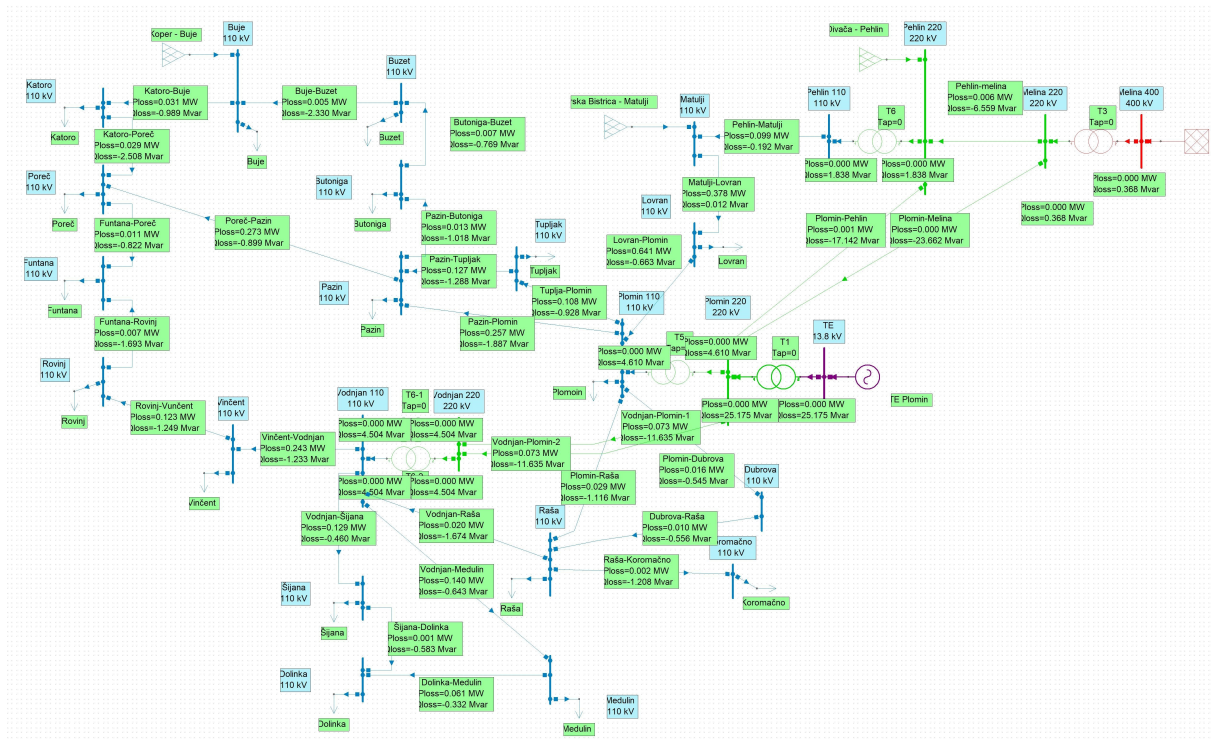 Koper - Buje
Buje
110 kV
Divača - Pehlin
Pehlin 220
220 kV
Buzet
110 kV
Katoro
110 kV
Katoro-Buje
Ploss=0.031 MW
Qloss=-0.989 Mvar
Buje-Buzet
Ploss=0.005 MW
Qloss=-2.330 Mvar
Katoro
Buje
Buzet
Butoniga-Buzet
Ploss=0.007 MW
Qloss=-0.769 Mvar
ska Bistrica - Matulji
Matulji
110 kV
Pehlin 110
110 kV
Pehlin-melina
Ploss=0.006 MW
Qloss=-6.559 Mvar
Melina 220
220 kV
Melina 400
400 kV
T6
Tap=0
T3
Tap=0
Pehlin-Matulji
Ploss=0.099 MW
Qloss=-0.192 Mvar
Ploss=0.000 MW
Qloss=1.838 Mvar
Ploss=0.000 MW
Qloss=1.838 Mvar
Ploss=0.000 MW
Qloss=0.368 Mvar
Ploss=0.000 MW
Qloss=0.368 Mvar
Katoro-Poreč
Ploss=0.029 MW
Qloss=-2.508 Mvar
Poreč
110 kV
Poreč
Butoniga
110 kV
Butoniga
Matulji-Lovran
Ploss=0.378 MW
Qloss=0.012 Mvar
Lovran
110 kV
Lovran
Funtana-Poreč
Ploss=0.011 MW
Qloss=-0.822 Mvar
Poreč-Pazin
Ploss=0.273 MW
Qloss=-0.899 Mvar
Pazin-Butoniga
Ploss=0.013 MW
Qloss=-1.018 Mvar
Tupljak
110 kV
Tupljak
Lovran-Plomin
Ploss=0.641 MW
Qloss=-0.663 Mvar
Plomin-Pehlin
Ploss=0.001 MW
Qloss=-17.142 Mvar
Plomin-Melina
Ploss=0.000 MW
Qloss=-23.662 Mvar
Funtana
110 kV
Funtana
Pazin
110 kV
Pazin
Pazin-Tupljak
Ploss=0.127 MW
Qloss=-1.288 Mvar
Tuplja-Plomin
Ploss=0.108 MW
Qloss=-0.928 Mvar
Plomin 110
110 kV
Plomin 220
220 kV
Pazin-Plomin
Ploss=0.257 MW
Qloss=-1.887 Mvar
Funtana-Rovinj
Ploss=0.007 MW
Qloss=-1.693 Mvar
TE
13.8 kV
T5
Tap=
Ploss=0.000 MW
Qloss=4.610 Mvar
Ploss=0.000 MW
Qloss=4.610 Mvar
T1
Tap=0
Rovinj
110 kV
Rovinj
Plomoin
TE Plomin
Ploss=0.000 MW
Qloss=25.175 Mvar
Ploss=0.000 MW
Qloss=25.175 Mvar
Rovinj-Vunčent
Ploss=0.123 MW
Qloss=-1.249 Mvar
Vinčent
110 kV
Vinčent
Vodnjan 110
110 kV
T6-1
Tap=0
Vodnjan 220
220 kV
Ploss=0.000 MW
Qloss=4.504 Mvar
Ploss=0.000 MW
Qloss=4.504 Mvar
Vinčent-Vodnjan
Ploss=0.243 MW
Qloss=-1.233 Mvar
Vodnjan-Plomin-1
Ploss=0.073 MW
Qloss=-11.635 Mvar
Vodnjan-Plomin-2
Ploss=0.073 MW
Qloss=-11.635 Mvar
Ploss=0.000 MW
Qloss=4.504 Mvar
Ploss=0.000 MW
Qloss=4.504 Mvar
Plomin-Dubrova
Ploss=0.016 MW
Qloss=-0.545 Mvar
Plomin-Raša
Ploss=0.029 MW
Qloss=-1.116 Mvar
Dubrova
110 kV
Vodnjan-Šijana
Ploss=0.129 MW
Qloss=-0.460 Mvar
Vodnjan-Raša
Ploss=0.020 MW
Qloss=-1.674 Mvar
Raša
110 kV
Raša
Dubrova-Raša
Ploss=0.010 MW
Qloss=-0.556 Mvar
Koromačno
110 kV
Koromačno
Raša-Koromačno
Ploss=0.002 MW
Qloss=-1.208 Mvar
Vodnjan-Medulin
Ploss=0.140 MW
Qloss=-0.643 Mvar
Šijana
110 kV
Šijana
Šijana-Dolinka
Ploss=0.001 MW
Qloss=-0.583 Mvar
Dolinka
110 kV
Dolinka
Dolinka-Medulin
Ploss=0.061 MW
Qloss=-0.332 Mvar
Medulin
110 kV
Medulin